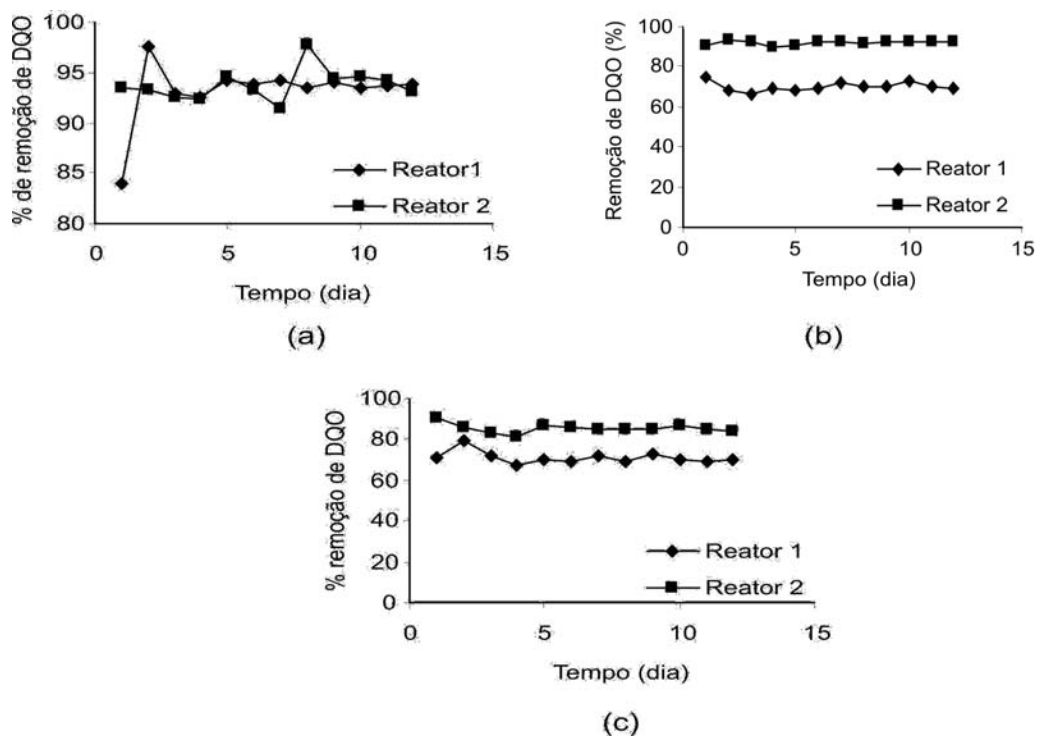 % de remoção de DQO
100
95
90
85
80
0
5
10
15
Reator1
Reator 2
Tempo (dia)
(a)
Remoção de DQO (%)
100
80
60
40
20
0
0
5
10
15
Reator 1
Reator 2
Tempo (dia)
(b)
% remoção de DQO
100
80
60
40
20
0
0
5
10
15
Reator 1
Reator 2
Tempo (dia)
(c)